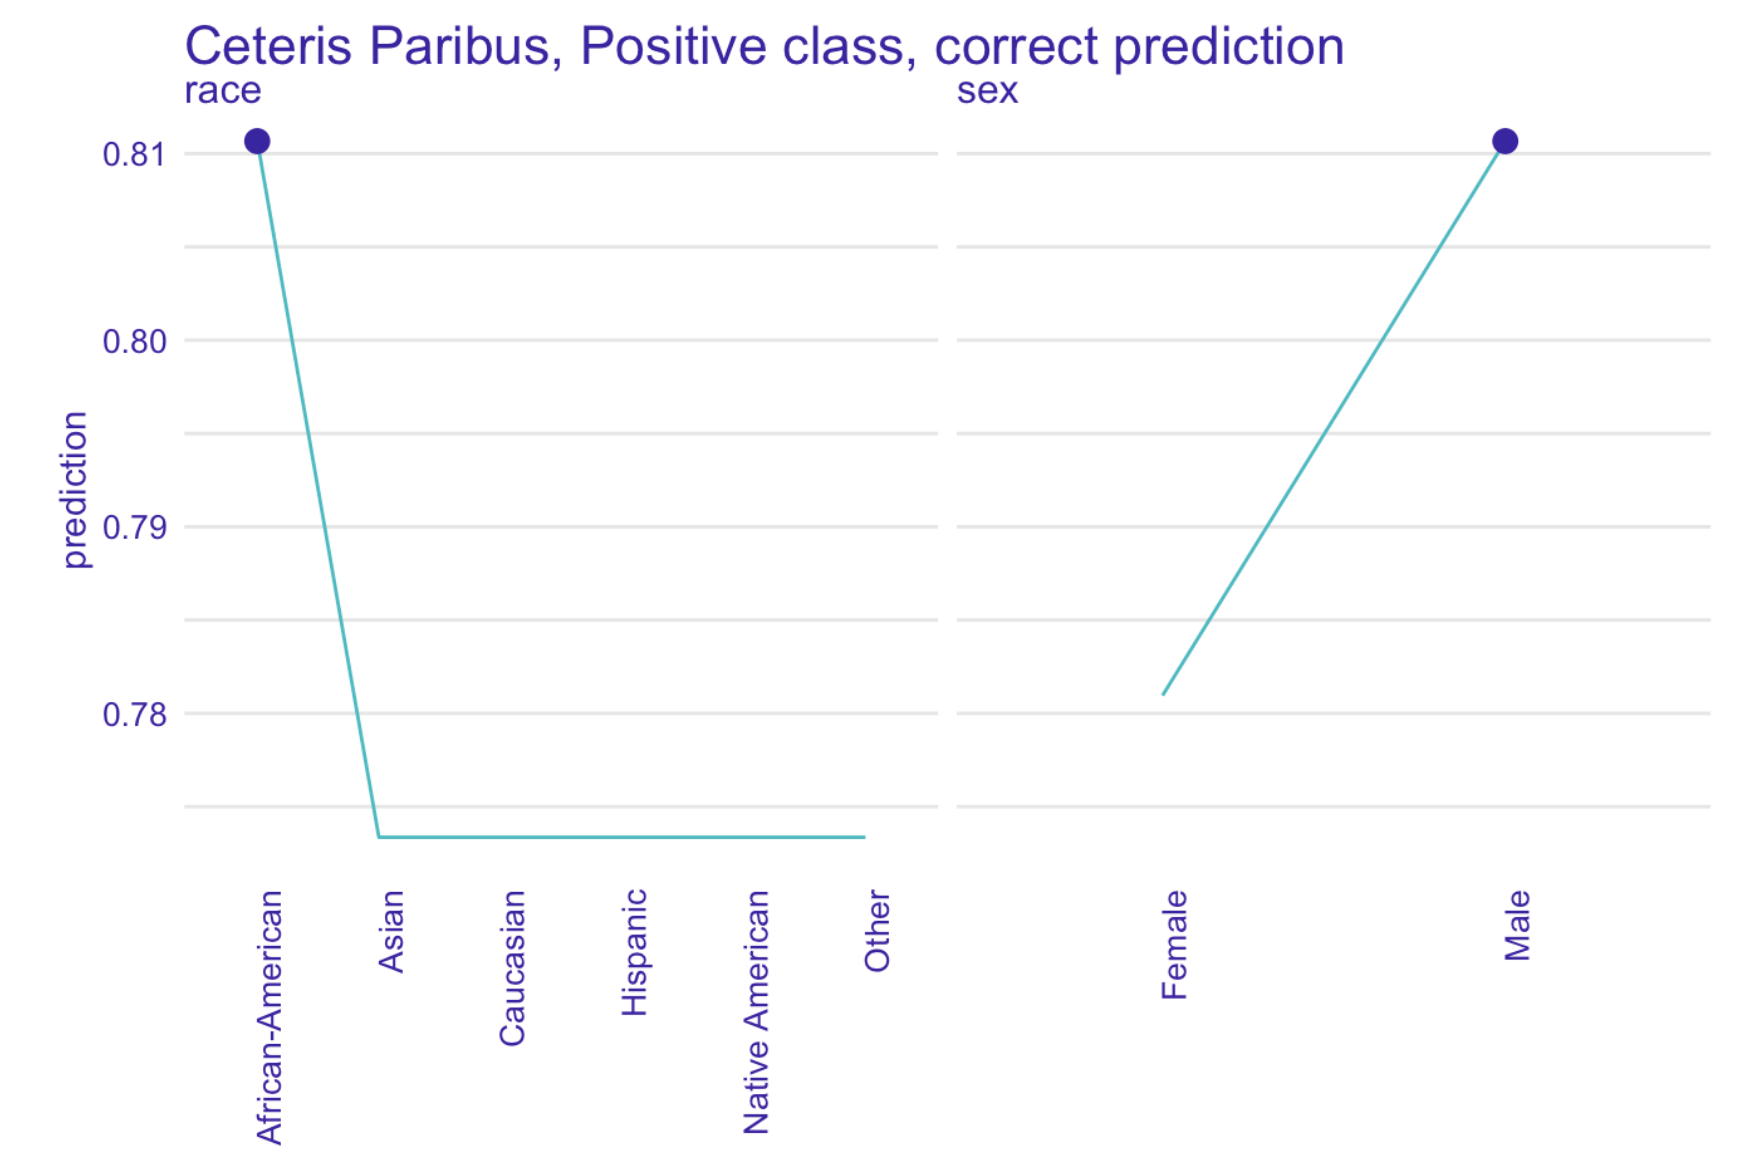 Ceteris Paribus, Positive class, correct prediction
race
sex
prediction
0.81
0.80
0.79
0.78
African-American
Asian
Caucasian
Hispanic
Native American
Other
Female
Male